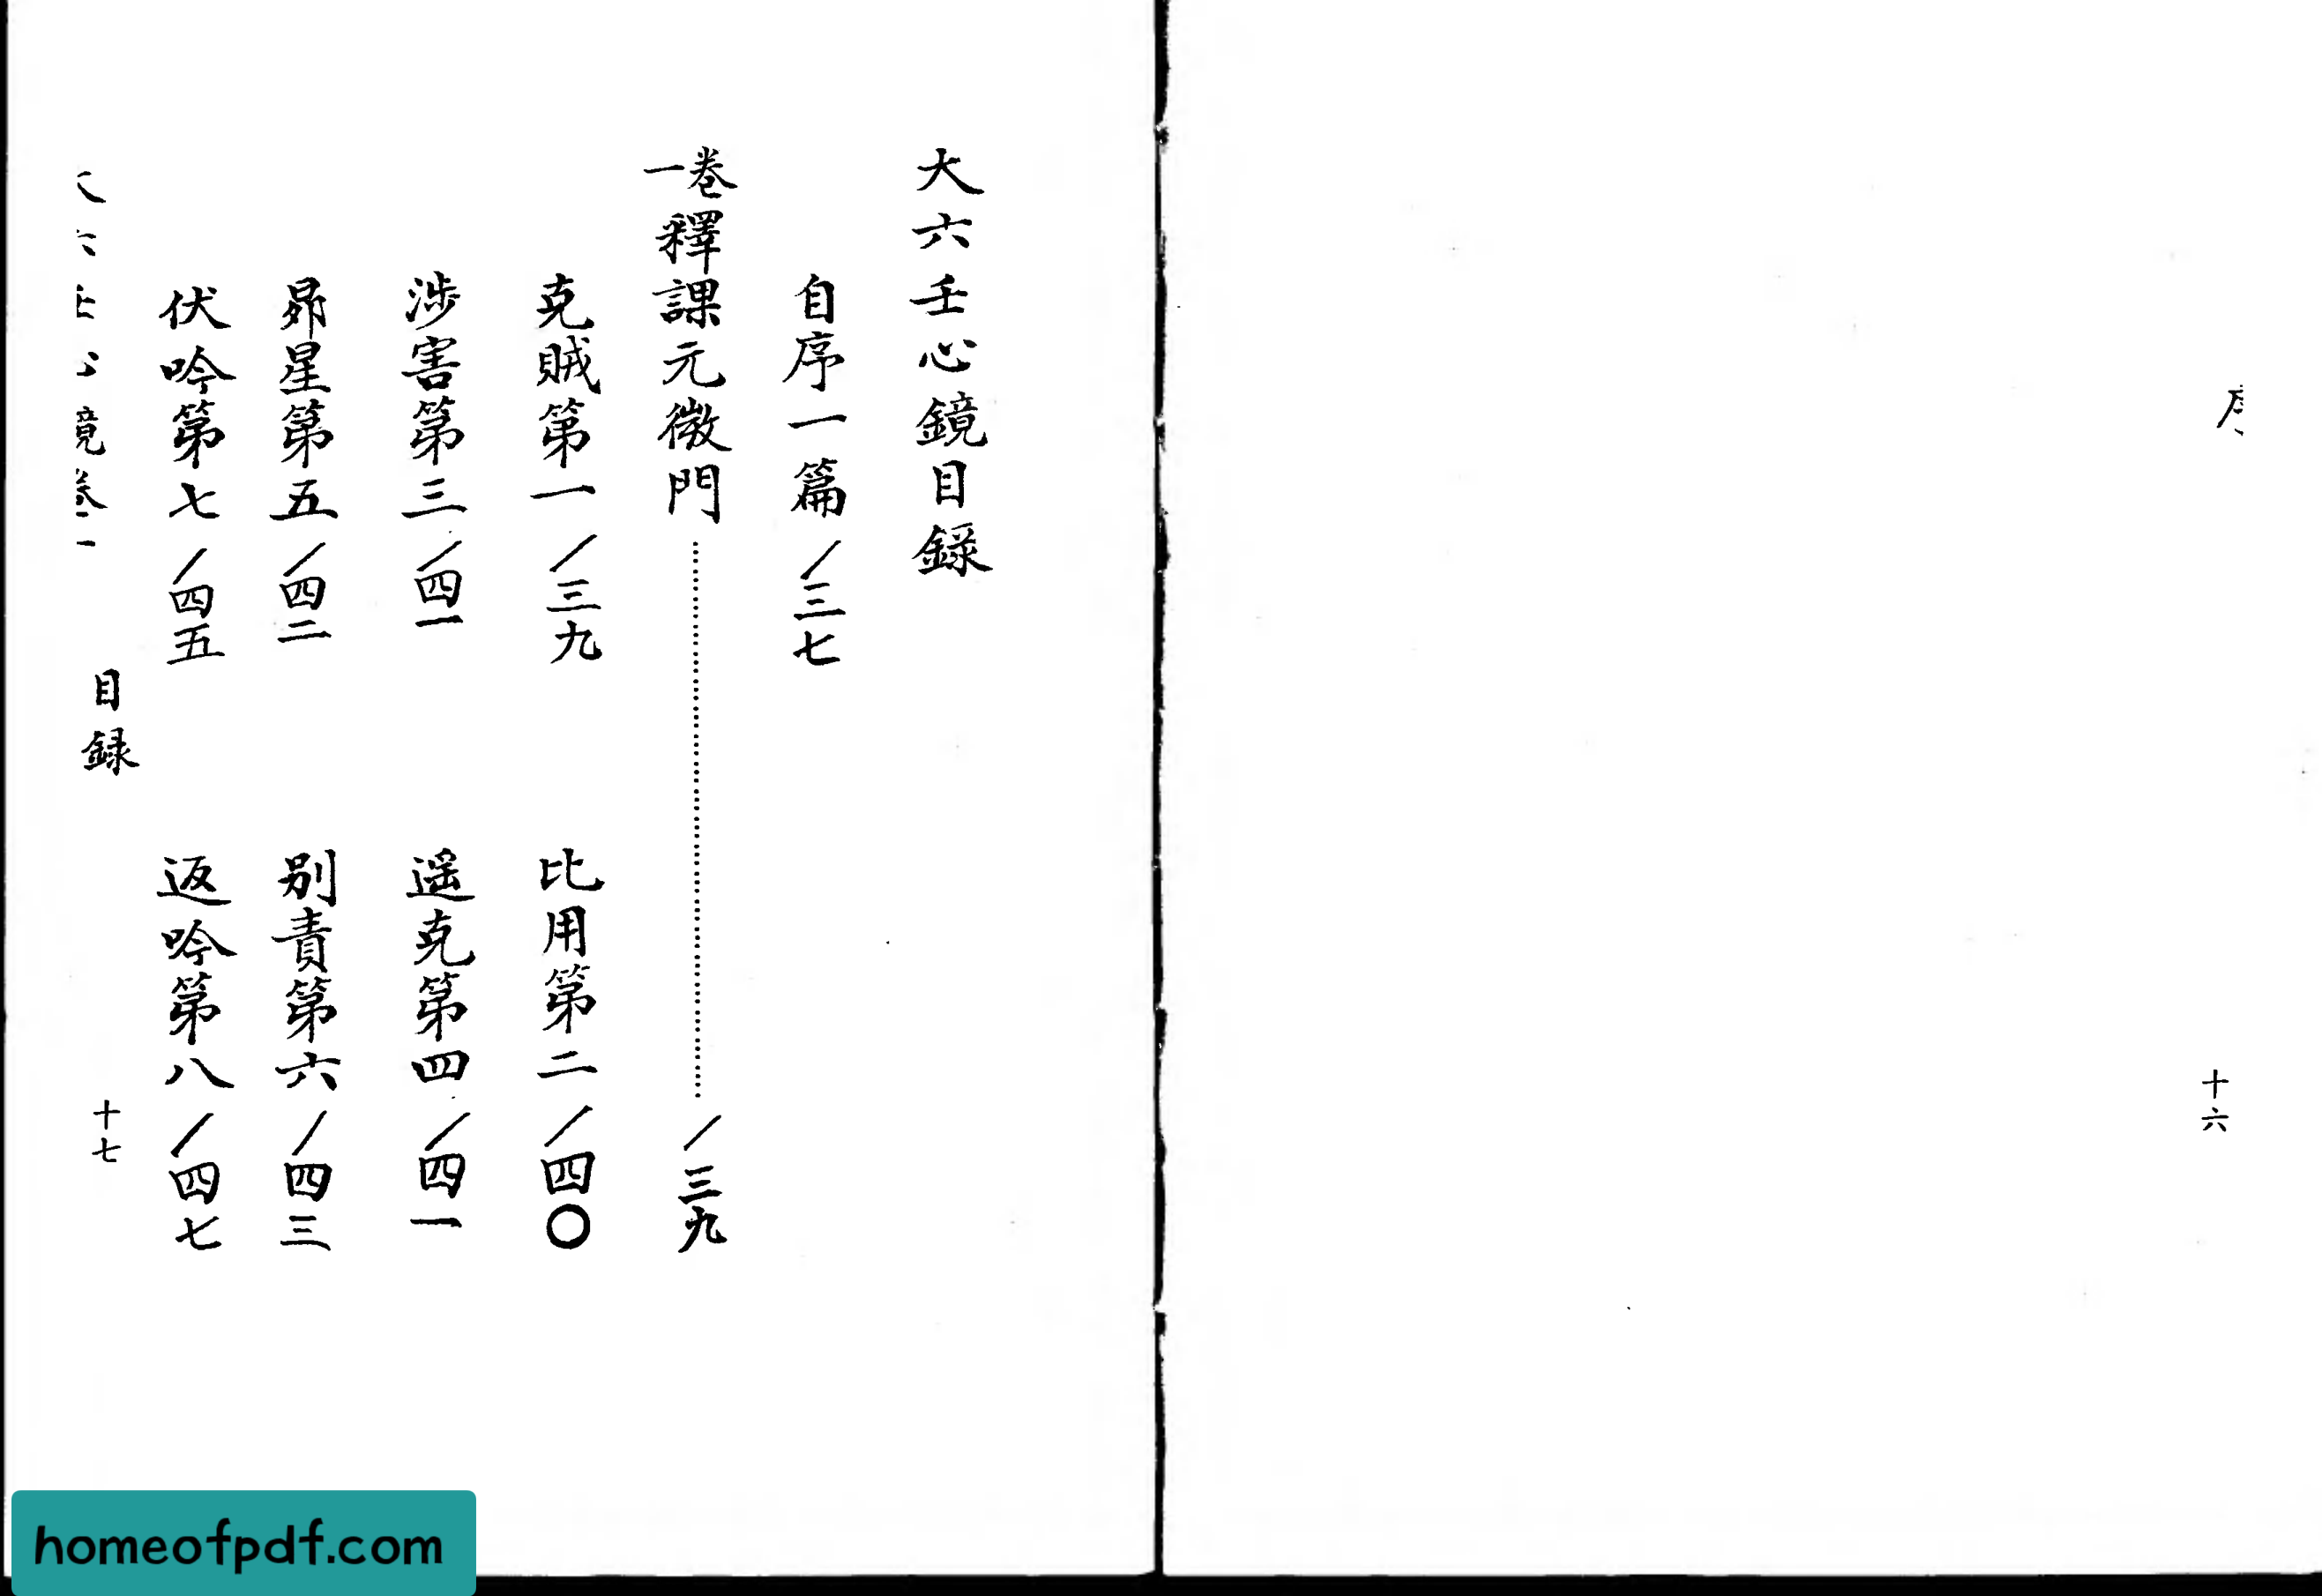 序
十六
大六壬心鏡目錄
自序一篇／三七
卷一 釋課元微門……／三九
克賊第一／三九 比用第二／四〇
涉害第三／四一 遥克第四／四一
昴星第五／四二 别責第六／四三
伏吟第七／四五 返吟第八／四七
大六壬心鏡卷一 目録 十七
homeofpdf.com